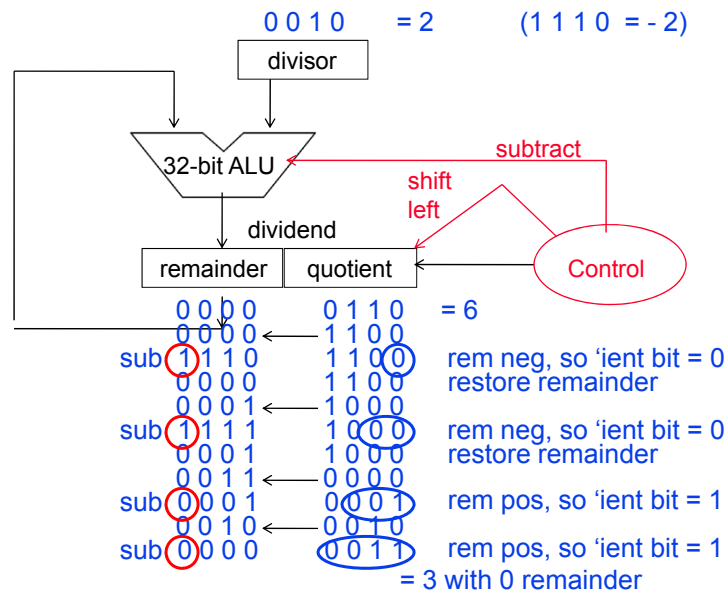 0 0 1 0 = 2 (1 1 1 0 = - 2)
divisor
32-bit ALU
subtract
shift
left
dividend
remainder quotient
Control
0 0 0 0 0 1 1 0 = 6
0 0 0 0 1 1 0 0
sub 1 1 1 0 1 1 0 0 rem neg, so ‘ient bit = 0
0 0 0 0 1 1 0 0 restore remainder
0 0 0 1 1 0 0 0
sub 1 1 1 1 1 0 0 0 rem neg, so ‘ient bit = 0
0 0 0 1 1 0 0 0 restore remainder
0 0 1 1 0 0 0 0
sub 0 0 0 1 0 0 0 1 rem pos, so ‘ient bit = 1
0 0 1 0 0 0 1 0
sub 0 0 0 0 0 0 1 1 rem pos, so ‘ient bit = 1
= 3 with 0 remainder